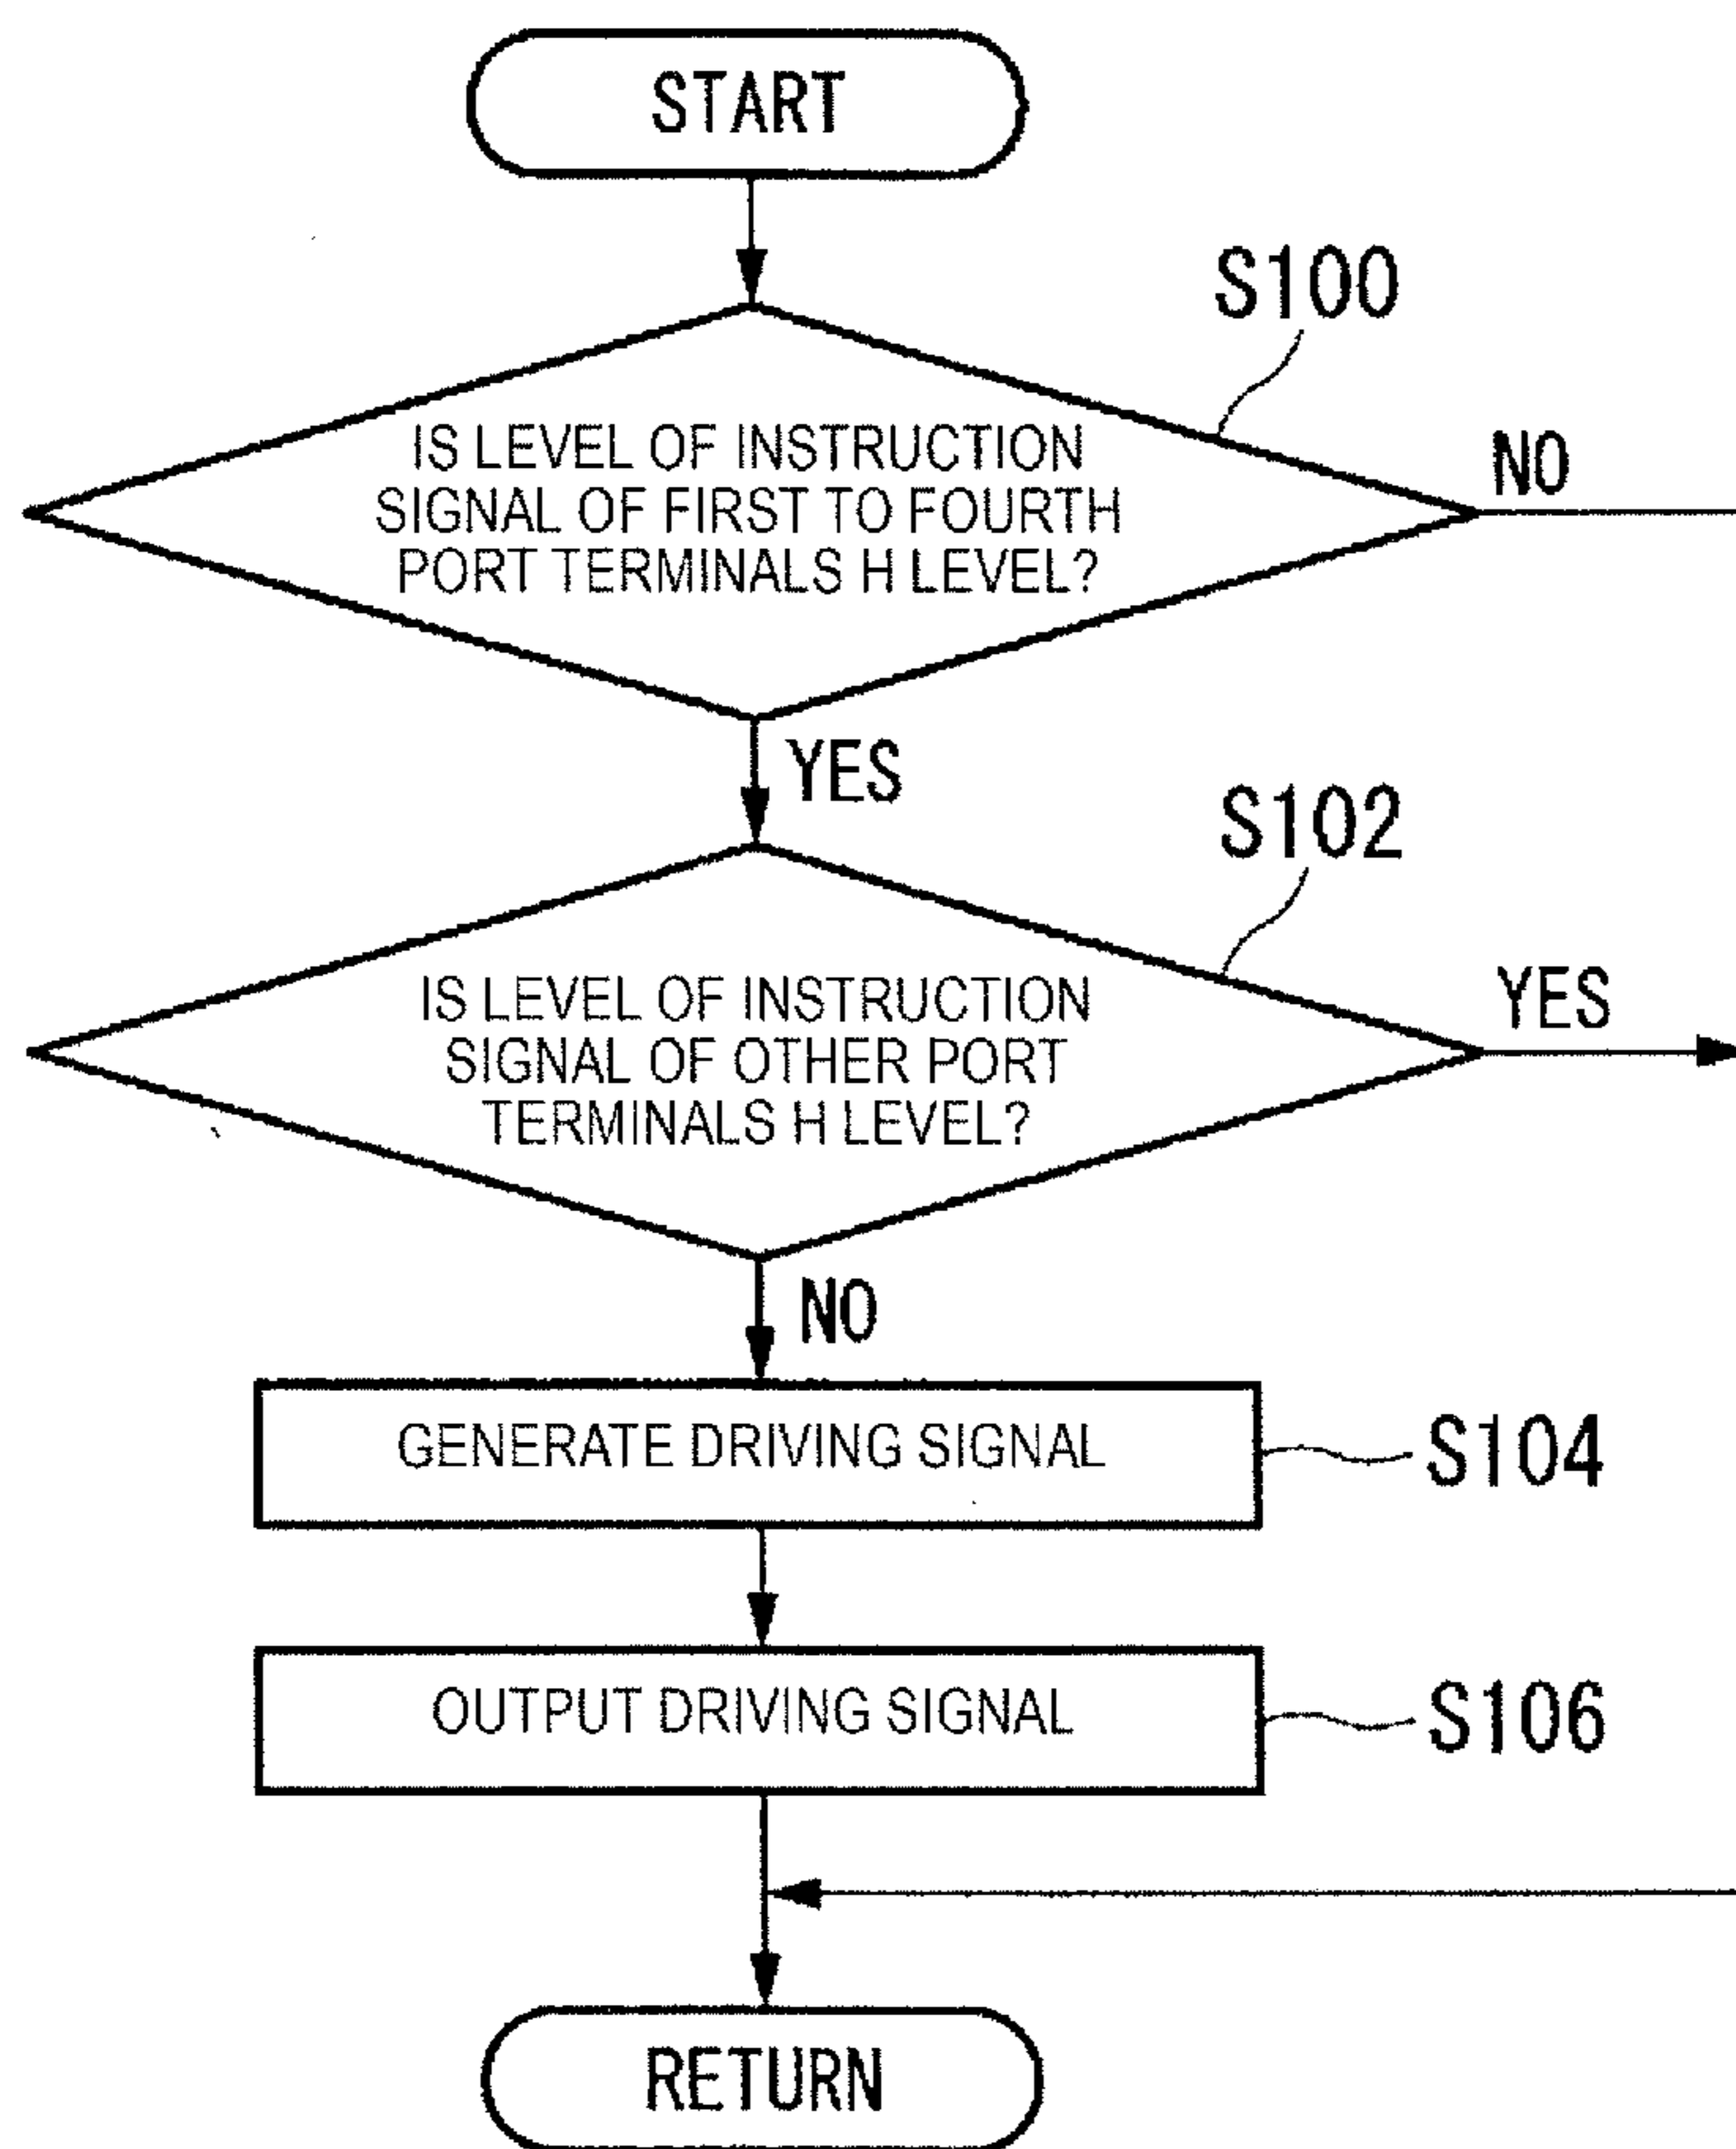 START
S100
IS LEVEL OF INSTRUCTION
SIGNAL OF FIRST TO FOURTH
PORT TERMINALS H LEVEL?
NO
YES
S102
IS LEVEL OF INSTRUCTION
SIGNAL OF OTHER PORT
TERMINALS H LEVEL?
YES
NO
GENERATE DRIVING SIGNAL
S104
OUTPUT DRIVING SIGNAL
S106
RETURN